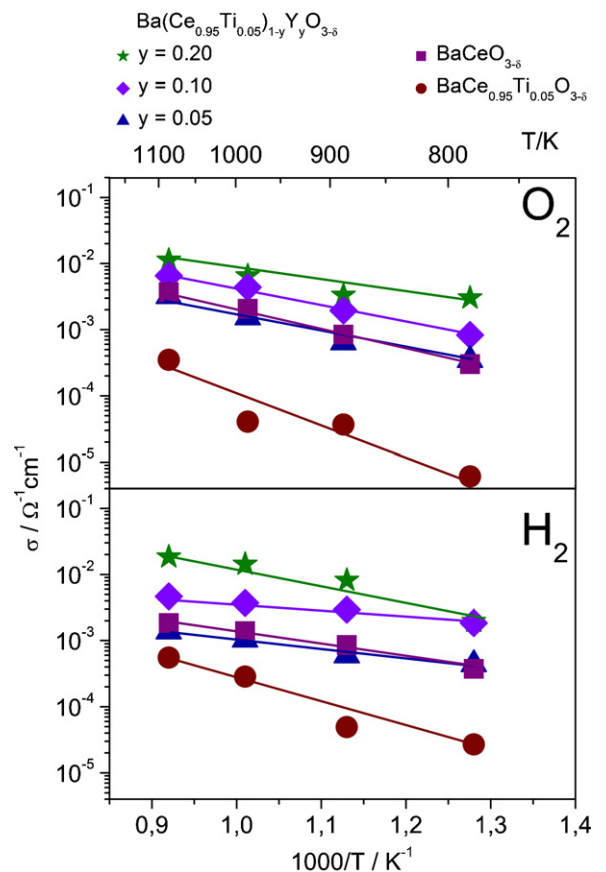 Ba(Ce0.95Ti0.05)1-yYyO3-δ
y = 0.20
y = 0.10
y = 0.05
BaCeO3-δ
BaCe0.95Ti0.05O3-δ
T/K
1100 1000 900 800
O2
10-1
10-2
10-3
10-4
10-5
H2
10-1
10-2
10-3
10-4
10-5
σ / Ω-1cm-1
0,9 1,0 1,1 1,2 1,3 1,4
1000/T / K-1